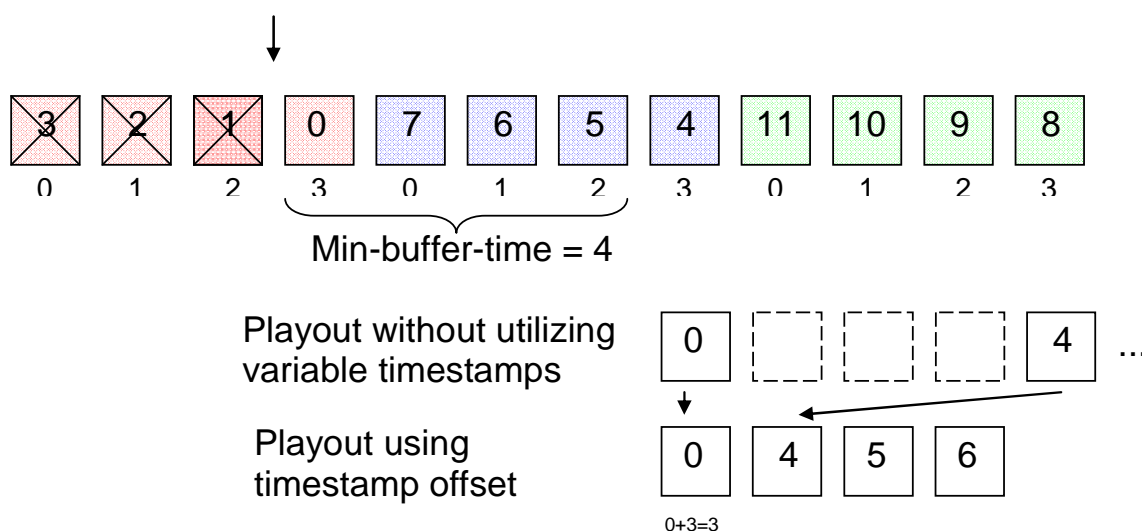 3 2 1 0 7 6 5 4 11 10 9 8
0 1 2 3 0 1 2 3 0 1 2 3
Min-buffer-time = 4
Playout without utilizing
variable timestamps
0 4 ...
Playout using
timestamp offset
0 4 5 6
0+3=3